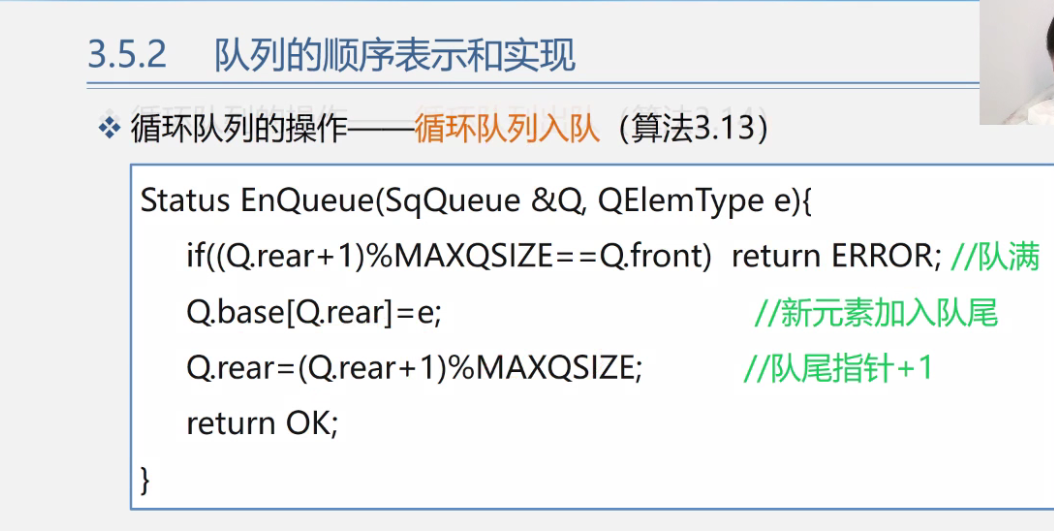 3.5.2 队列的顺序表示和实现
循环队列的操作——循环队列入队（算法3.13）
Status EnQueue(SqQueue &Q, QElemType e){
if((Q.rear+1)%MAXQSIZE==Q.front) return ERROR; //队满
Q.base[Q.rear]=e; //新元素加入队尾
Q.rear=(Q.rear+1)%MAXQSIZE; //队尾指针+1
return OK;
}